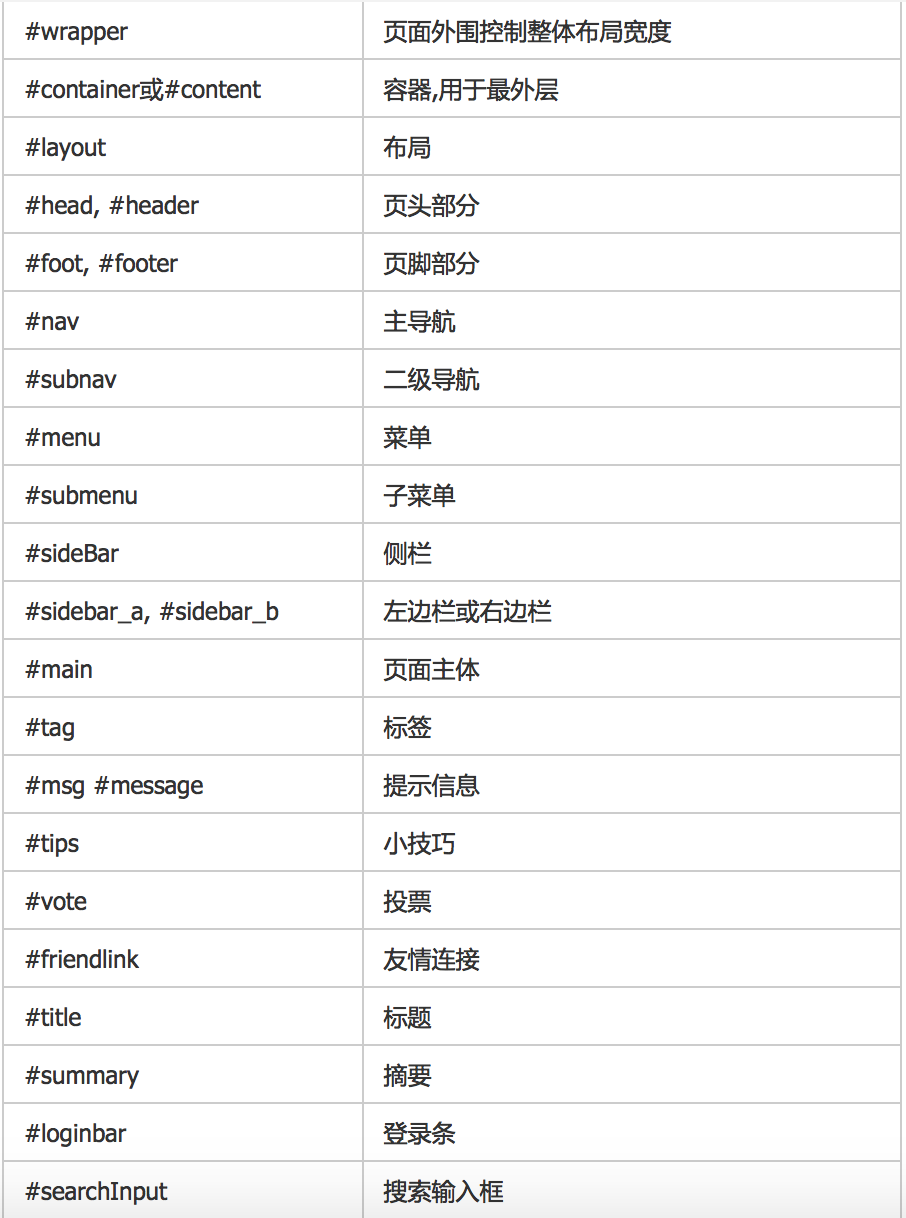 #wrapper 页面外围控制整体布局宽度
#container或#content 容器,用于最外层
#layout 布局
#head, #header 页头部分
#foot, #footer 页脚部分
#nav 主导航
#subnav 二级导航
#menu 菜单
#submenu 子菜单
#sideBar 侧栏
#sidebar_a, #sidebar_b 左边栏或右边栏
#main 页面主体
#tag 标签
#msg #message 提示信息
#tips 小技巧
#vote 投票
#friendlink 友情连接
#title 标题
#summary 摘要
#loginbar 登录条
#searchInput 搜索输入框